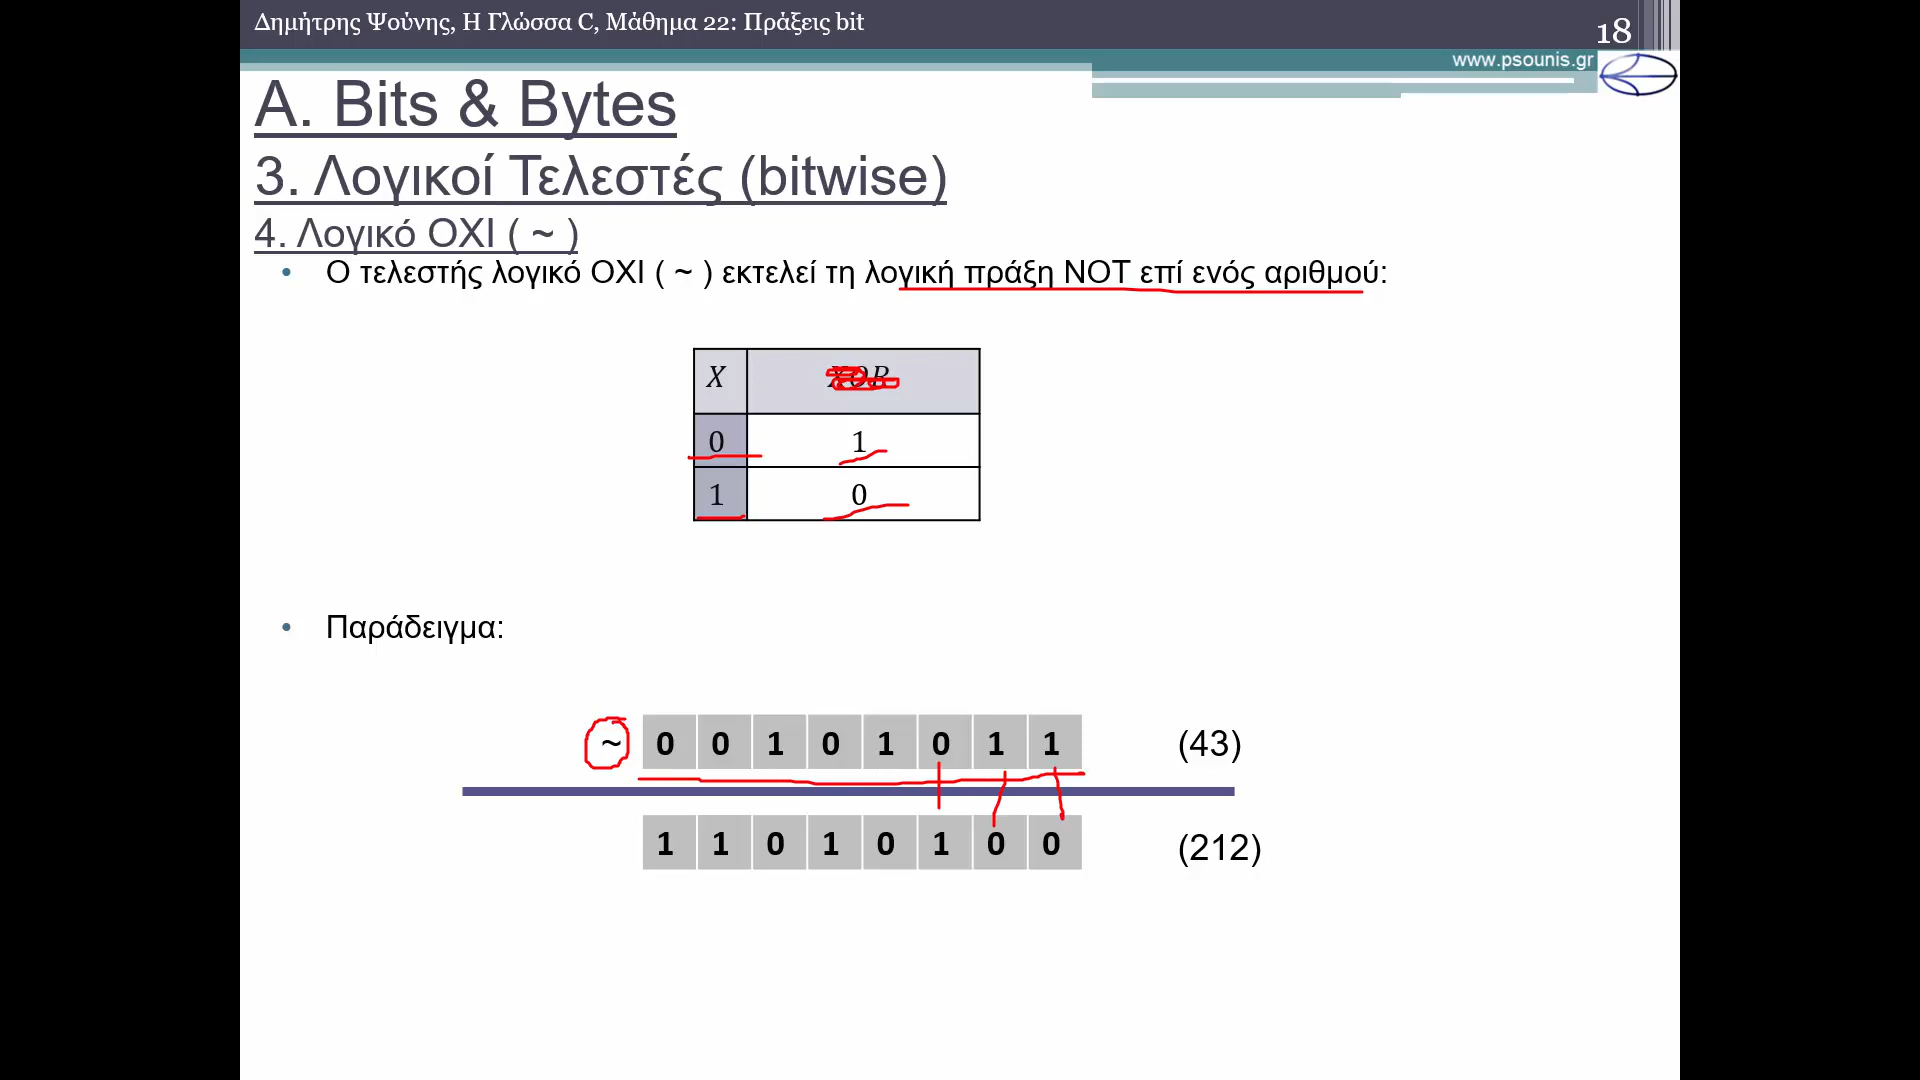 Δημήτρης Ψούνης, Η Γλώσσα C, Μάθημα 22: Πράξεις bit
18
www.psounis.gr
A. Bits & Bytes
3. Λογικοί Τελεστές (bitwise)
4. Λογικό ΟΧΙ ( ~ )
• Ο τελεστής λογικό ΟΧΙ ( ~ ) εκτελεί τη λογική πράξη NOT επί ενός αριθμού:
X XOR
0 1
1 0
• Παράδειγμα:
~ 0 0 1 0 1 0 1 1 (43)
1 1 0 1 0 1 0 0 (212)